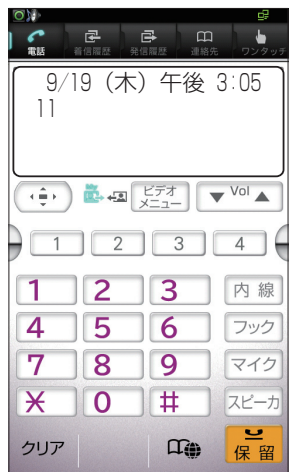 電話 着信履歴 発信履歴 連絡先 ワンタッチ
9/19（木）午後 3:05
11
ビデオ
メニュー
▼ Vol ▲
1 2 3 4
1 2 3 内線
4 5 6 フック
7 8 9 マイク
＊ 0 # スピーカ
クリア 保留